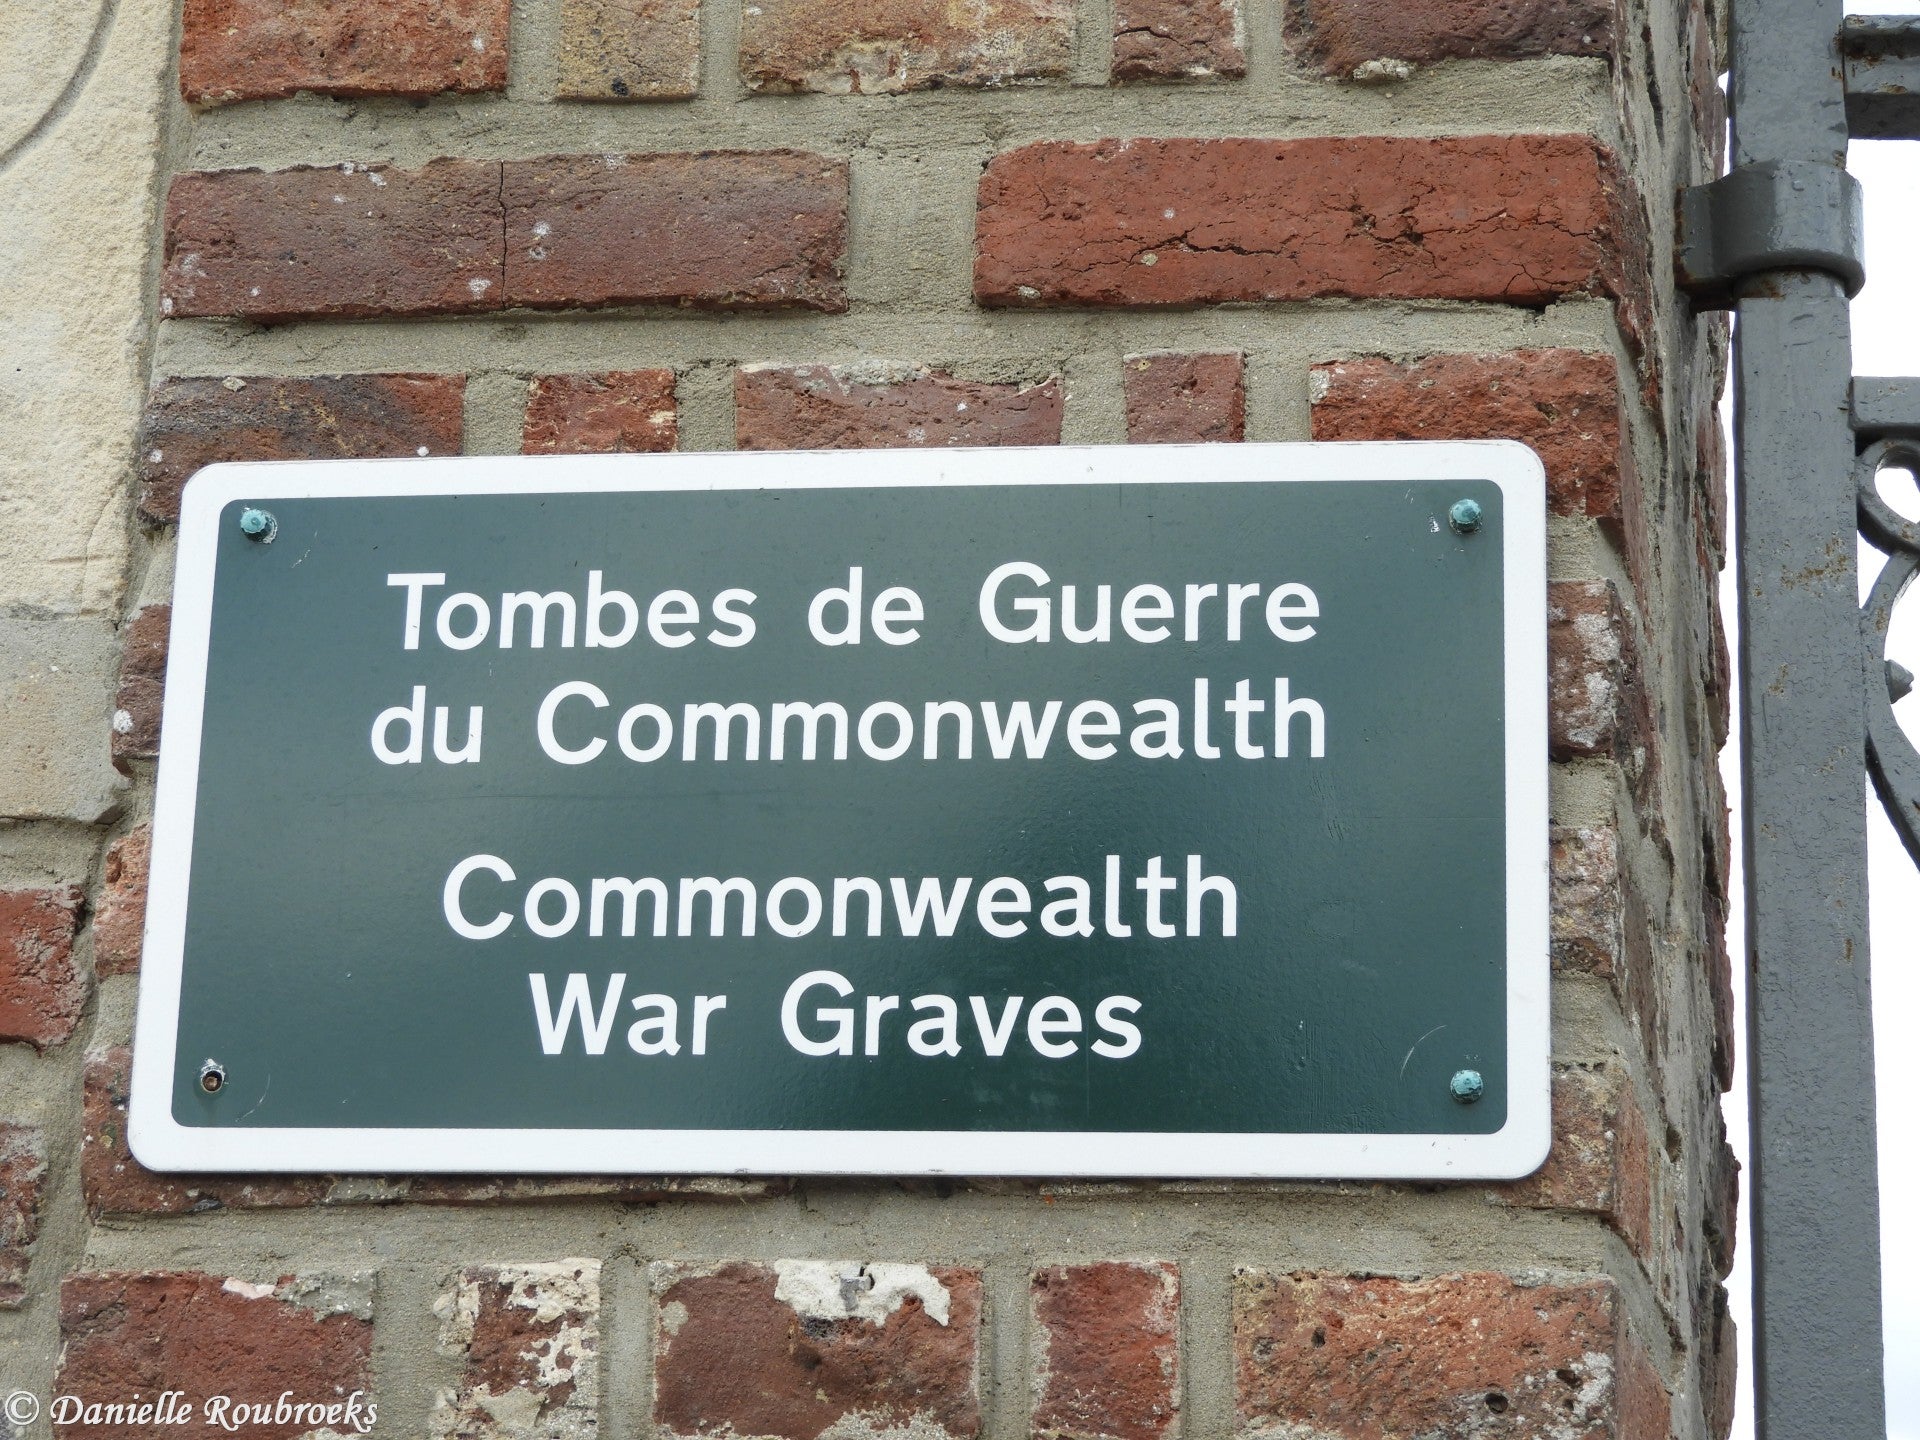 Tombes de Guerre
du Commonwealth
Commonwealth
War Graves
© Danielle Roubroeks